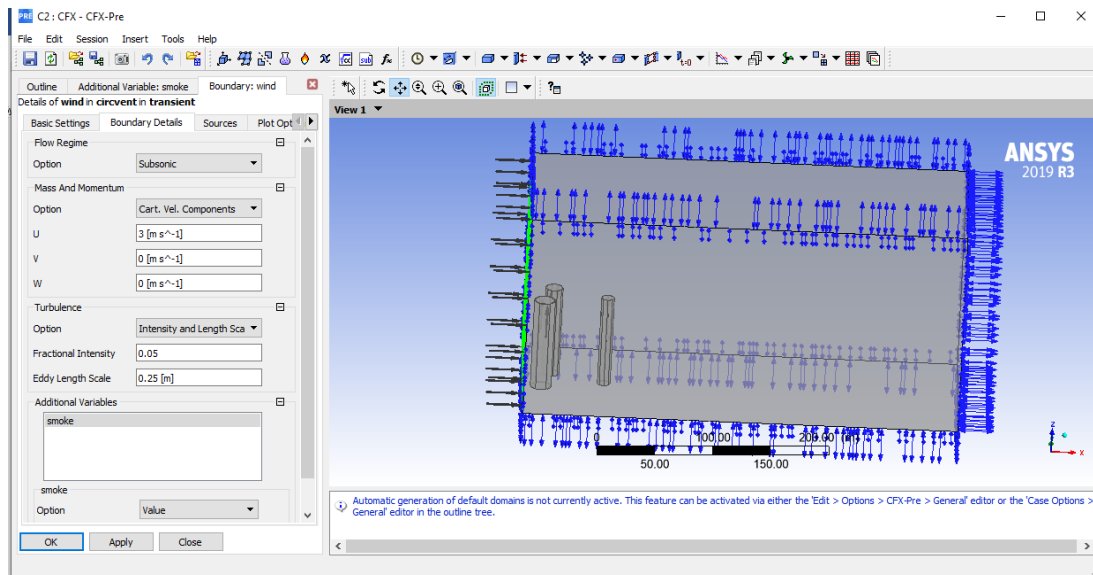 PRE C2 : CFX - CFX-Pre
File Edit Session Insert Tools Help
Outline Additional Variable: smoke Boundary: wind
Details of wind in circvent in transient
Basic Settings Boundary Details Sources Plot Opt
Flow Regime
Option Subsonic
Mass And Momentum
Option Cart. Vel. Components
U 3 [m s^-1]
V 0 [m s^-1]
W 0 [m s^-1]
Turbulence
Option Intensity and Length Sca
Fractional Intensity 0.05
Eddy Length Scale 0.25 [m]
Additional Variables
smoke
smoke
Option Value
OK Apply Close
View 1
ANSYS
2019 R3
0 100.00 200.00
50.00 150.00
z
x
Automatic generation of default domains is not currently active. This feature can be activated via either the 'Edit > Options > CFX-Pre > General' editor or the 'Case Options >
General' editor in the outline tree.